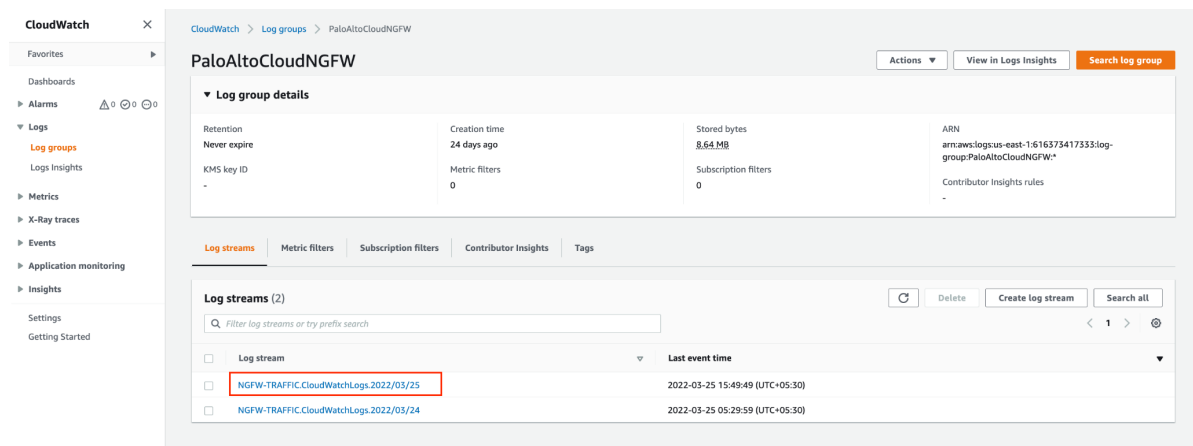 CloudWatch
Favorites
Dashboards
Alarms 0 0 0
Logs
Log groups
Logs Insights
Metrics
X-Ray traces
Events
Application monitoring
Insights
Settings
Getting Started
CloudWatch > Log groups > PaloAltoCloudNGFW
PaloAltoCloudNGFW
Actions View in Logs Insights Search log group
Log group details
Retention
Never expire
KMS key ID
-
Creation time
24 days ago
Metric filters
0
Stored bytes
8.64 MB
Subscription filters
0
ARN
arn:aws:logs:us-east-1:616373417333:log-
group:PaloAltoCloudNGFW:*
Contributor Insights rules
-
Log streams Metric filters Subscription filters Contributor Insights Tags
Log streams (2)
Delete Create log stream Search all
Filter log streams or try prefix search
< 1 >
Log stream Last event time
NGFW-TRAFFIC.CloudWatchLogs.2022/03/25 2022-03-25 15:49:49 (UTC+05:30)
NGFW-TRAFFIC.CloudWatchLogs.2022/03/24 2022-03-25 05:29:59 (UTC+05:30)